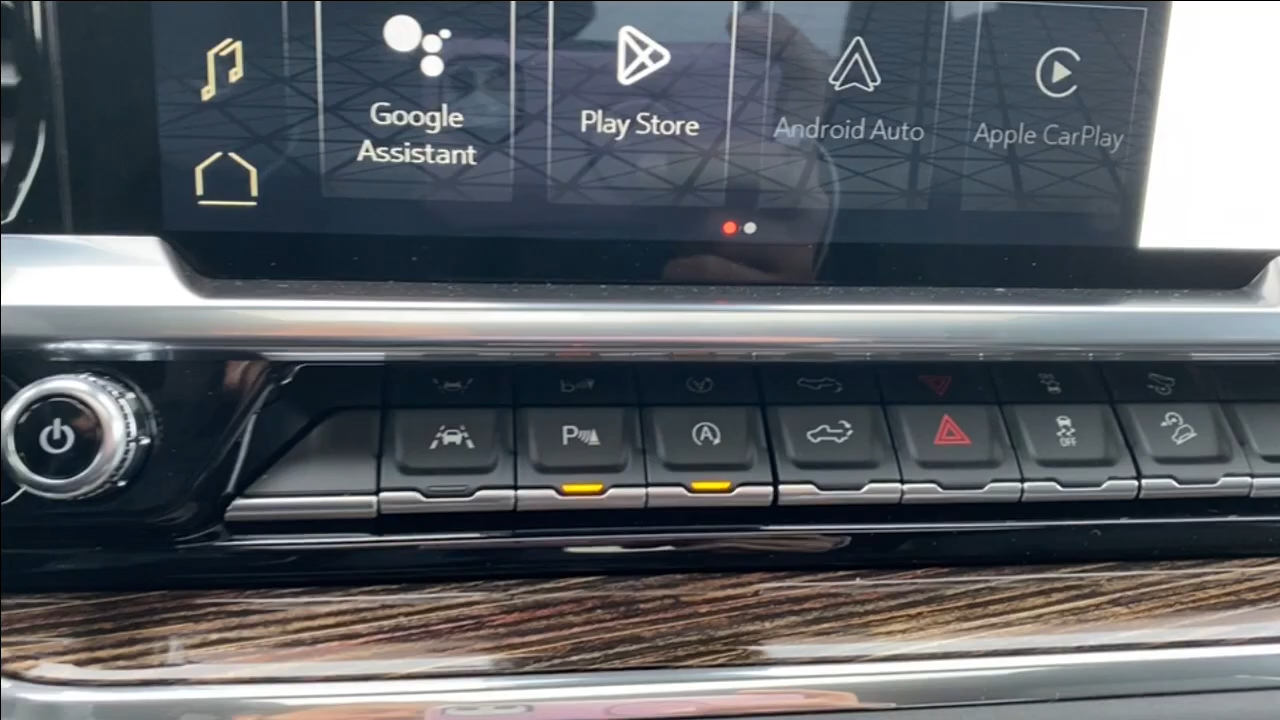 Google
Assistant
Play Store
Android Auto
Apple CarPlay
P
A
OFF